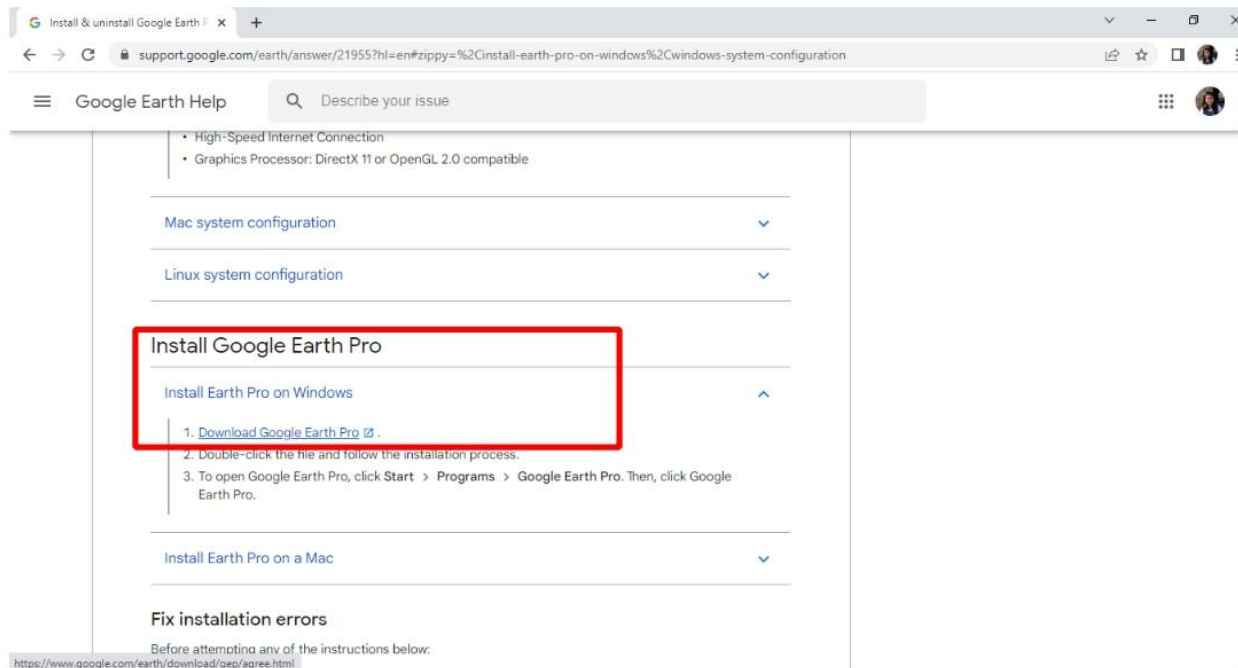 Install & uninstall Google Earth P
support.google.com/earth/answer/21955?hl=en#zippy=%2Cinstall-earth-pro-on-windows%2Cwindows-system-configuration
Google Earth Help
Describe your issue
• High-Speed Internet Connection
• Graphics Processor: DirectX 11 or OpenGL 2.0 compatible
Mac system configuration
Linux system configuration
Install Google Earth Pro
Install Earth Pro on Windows
1. Download Google Earth Pro .
2. Double-click the file and follow the installation process.
3. To open Google Earth Pro, click Start > Programs > Google Earth Pro. Then, click Google
Earth Pro.
Install Earth Pro on a Mac
Fix installation errors
Before attempting any of the instructions below:
https://www.google.com/earth/download/gep/agree.html